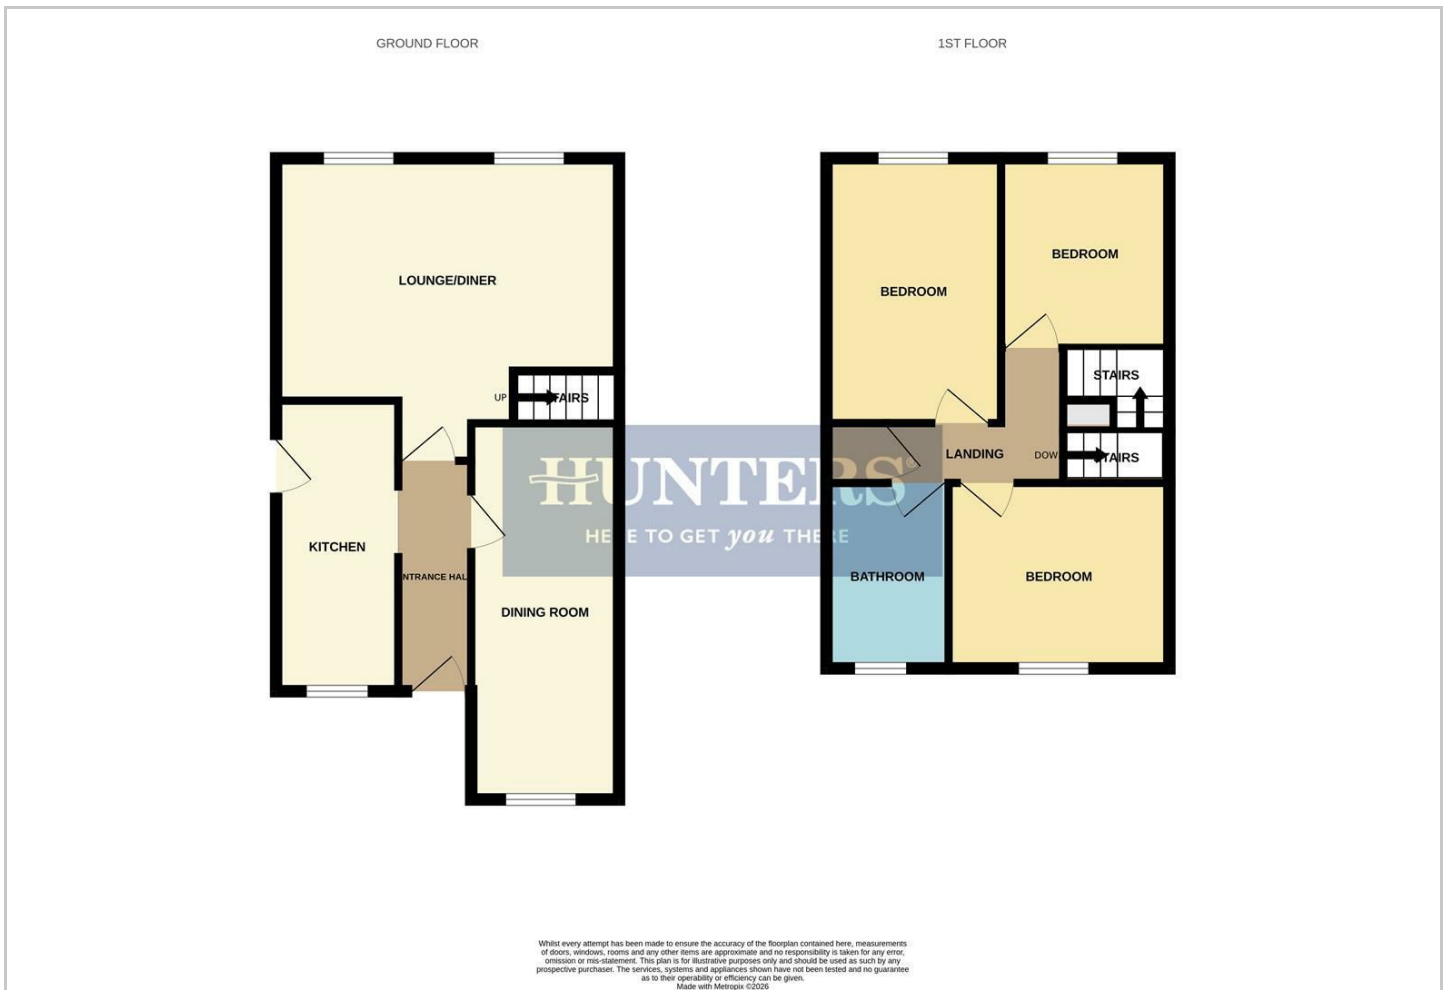 GROUND FLOOR
1ST FLOOR
LOUNGE/DINER
UP
STAIRS
KITCHEN
NTRANCE HAL
DINING ROOM
BEDROOM
BEDROOM
STAIRS
LANDING
DOW
STAIRS
BATHROOM
BEDROOM
HUNTERS®
HERE TO GET you THERE
Whilst every attempt has been made to ensure the accuracy of the floorplan contained here, measurements
of doors, windows, rooms and any other items are approximate and no responsibility is taken for any error,
omission or mis-statement. This plan is for illustrative purposes only and should be used as such by any
prospective purchaser. The services, systems and appliances shown have not been tested and no guarantee
as to their operability or efficiency can be given.
Made with Metropix ©2026